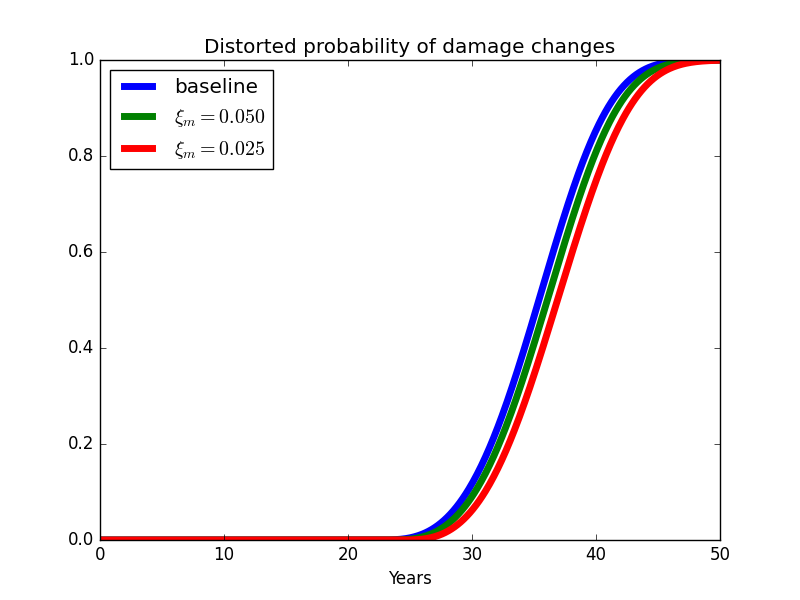 Distorted probability of damage changes
baseline
ξₘ = 0.050
ξₘ = 0.025
1.0
0.8
0.6
0.4
0.2
0.0
0 10 20 30 40 50
Years